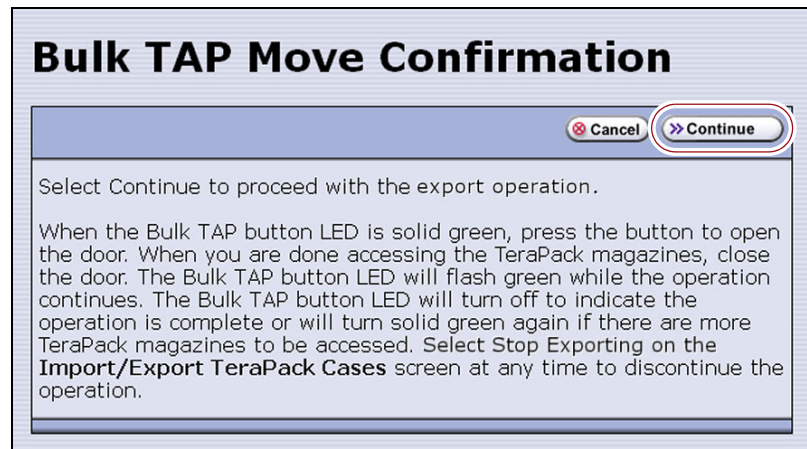 Bulk TAP Move Confirmation
Cancel
Continue
Select Continue to proceed with the export operation.
When the Bulk TAP button LED is solid green, press the button to open
the door. When you are done accessing the TeraPack magazines, close
the door. The Bulk TAP button LED will flash green while the operation
continues. The Bulk TAP button LED will turn off to indicate the
operation is complete or will turn solid green again if there are more
TeraPack magazines to be accessed. Select Stop Exporting on the
Import/Export TeraPack Cases screen at any time to discontinue the
operation.